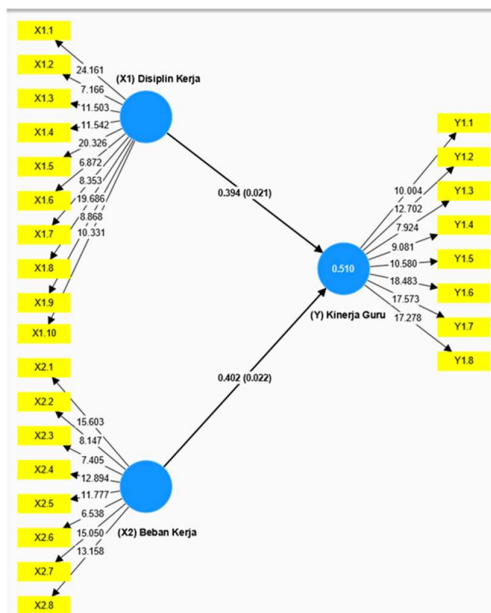 X1.1
X1.2
X1.3
X1.4
X1.5
X1.6
X1.7
X1.8
X1.9
X1.10
24.161
7.166
11.503
11.542
20.326
6.872
8.353
19.686
8.868
10.331
(X1) Disiplin Kerja
0.394 (0.021)
X2.1
X2.2
X2.3
X2.4
X2.5
X2.6
X2.7
X2.8
15.603
8.147
7.405
12.894
11.777
6.538
15.050
13.158
(X2) Beban Kerja
0.402 (0.022)
0.510
(Y) Kinerja Guru
10.004
12.702
7.924
9.081
10.580
18.483
17.573
17.278
Y1.1
Y1.2
Y1.3
Y1.4
Y1.5
Y1.6
Y1.7
Y1.8